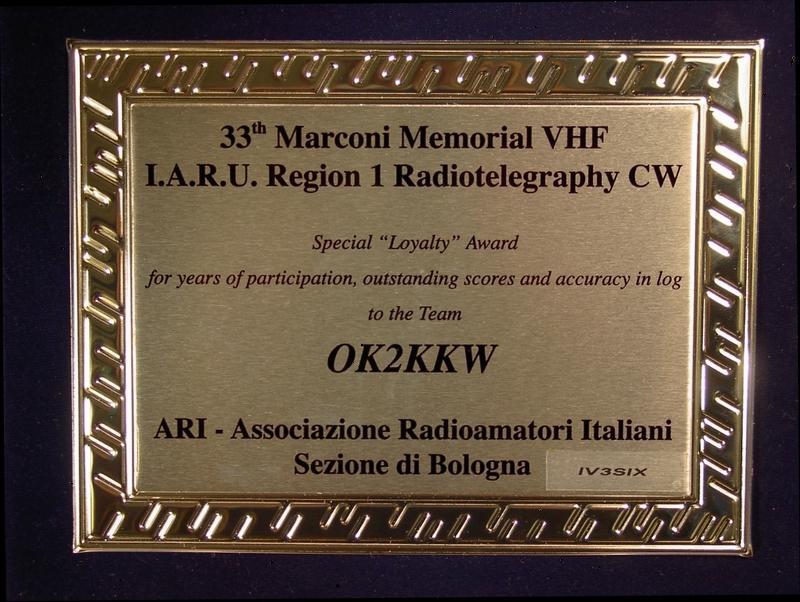 33th Marconi Memorial VHF
I.A.R.U. Region 1 Radiotelegraphy CW
Special “Loyalty” Award
for years of participation, outstanding scores and accuracy in log
to the Team
OK2KKW
ARI - Associazione Radioamatori Italiani
Sezione di Bologna
IV3SIX